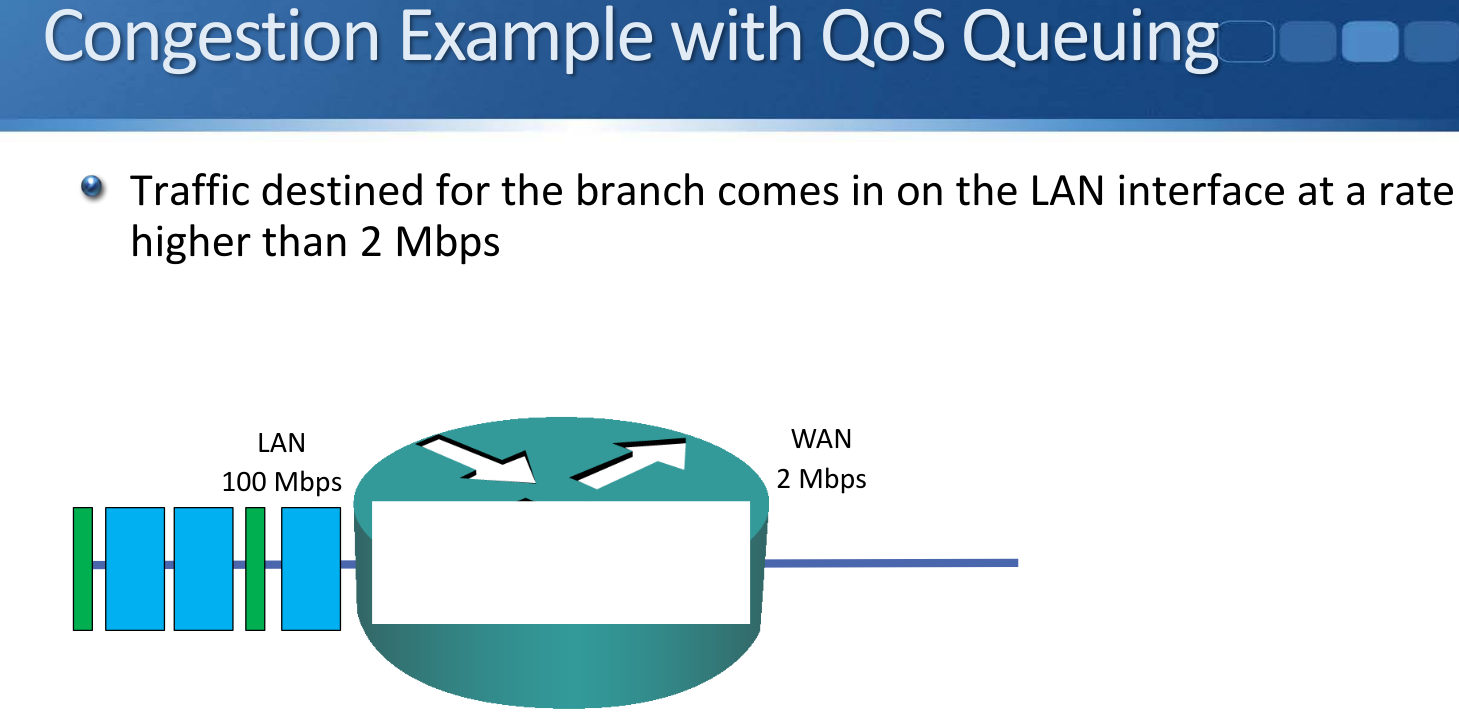 Congestion Example with QoS Queuing
Traffic destined for the branch comes in on the LAN interface at a rate
higher than 2 Mbps
LAN
100 Mbps
WAN
2 Mbps